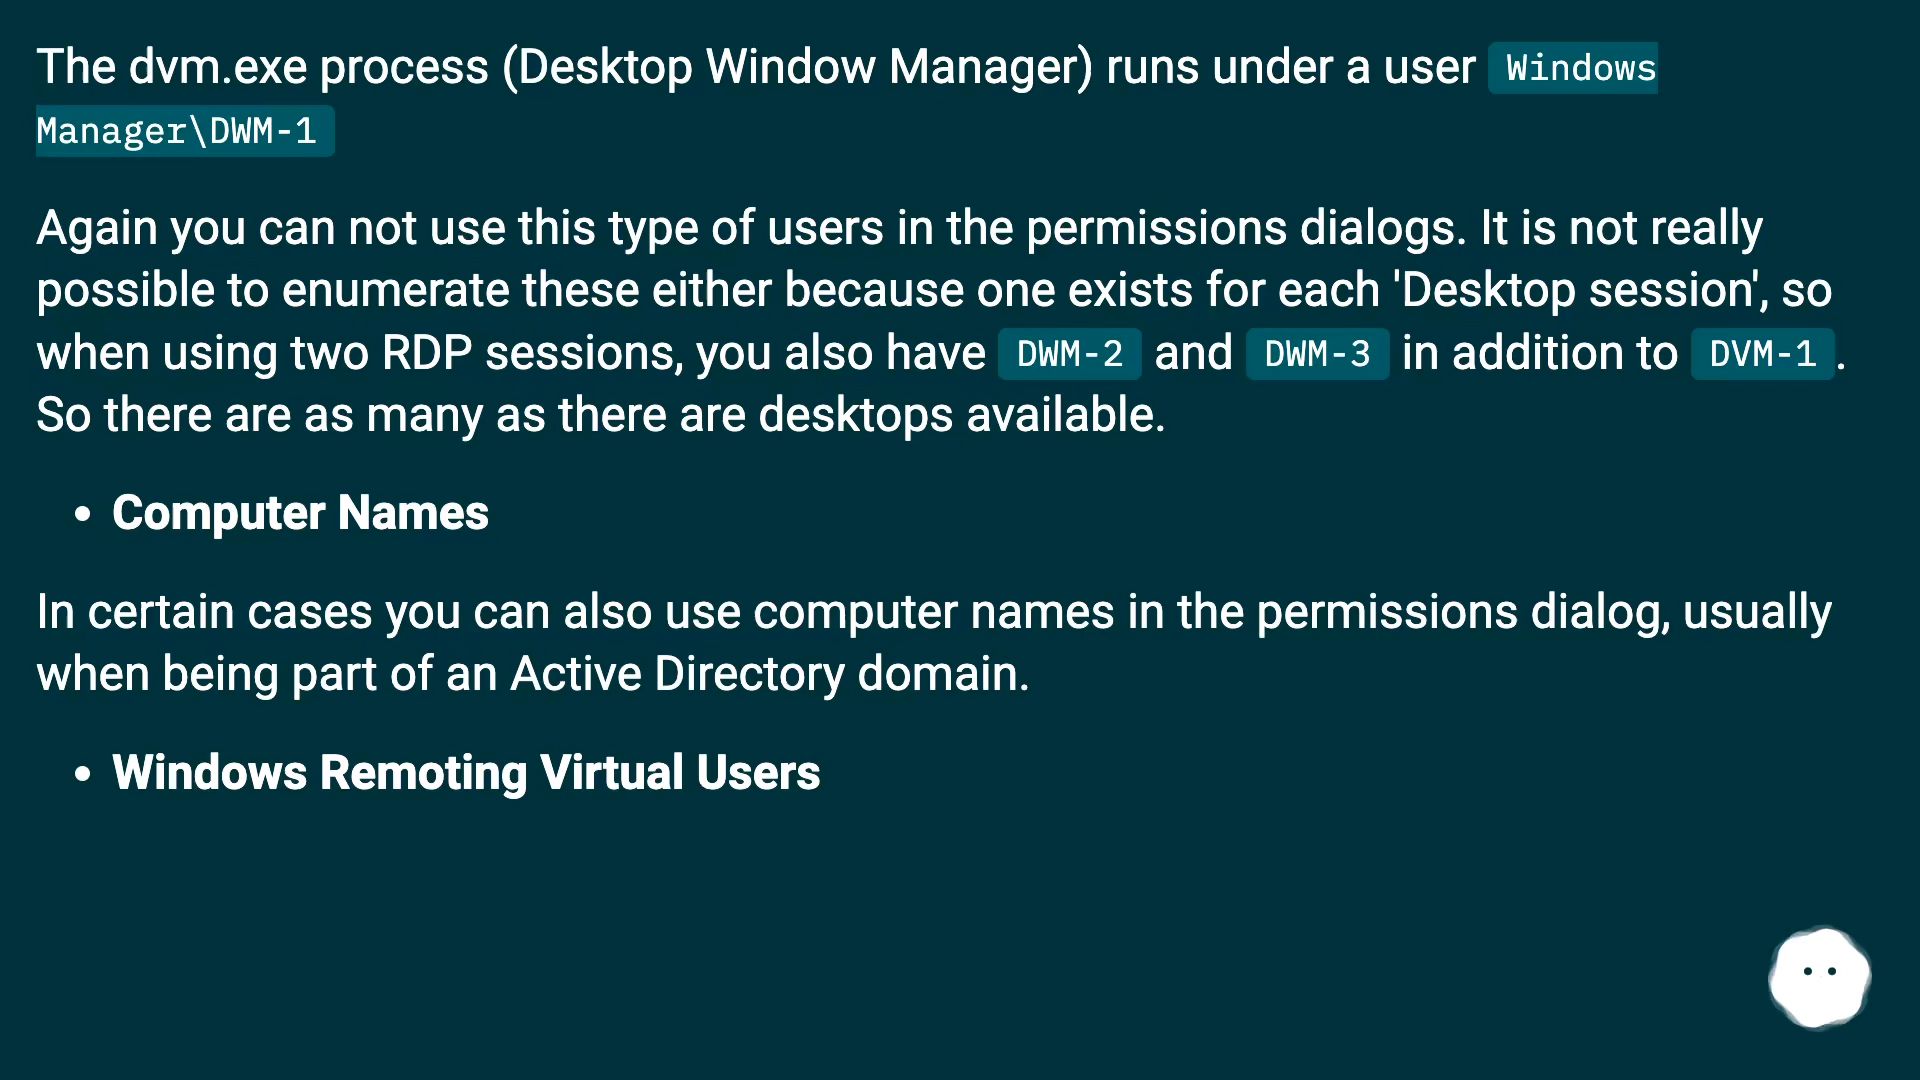 The dvm.exe process (Desktop Window Manager) runs under a user Windows
Manager\DWM-1
Again you can not use this type of users in the permissions dialogs. It is not really
possible to enumerate these either because one exists for each 'Desktop session', so
when using two RDP sessions, you also have DWM-2 and DWM-3 in addition to DVM-1.
So there are as many as there are desktops available.
• Computer Names
In certain cases you can also use computer names in the permissions dialog, usually
when being part of an Active Directory domain.
• Windows Remoting Virtual Users